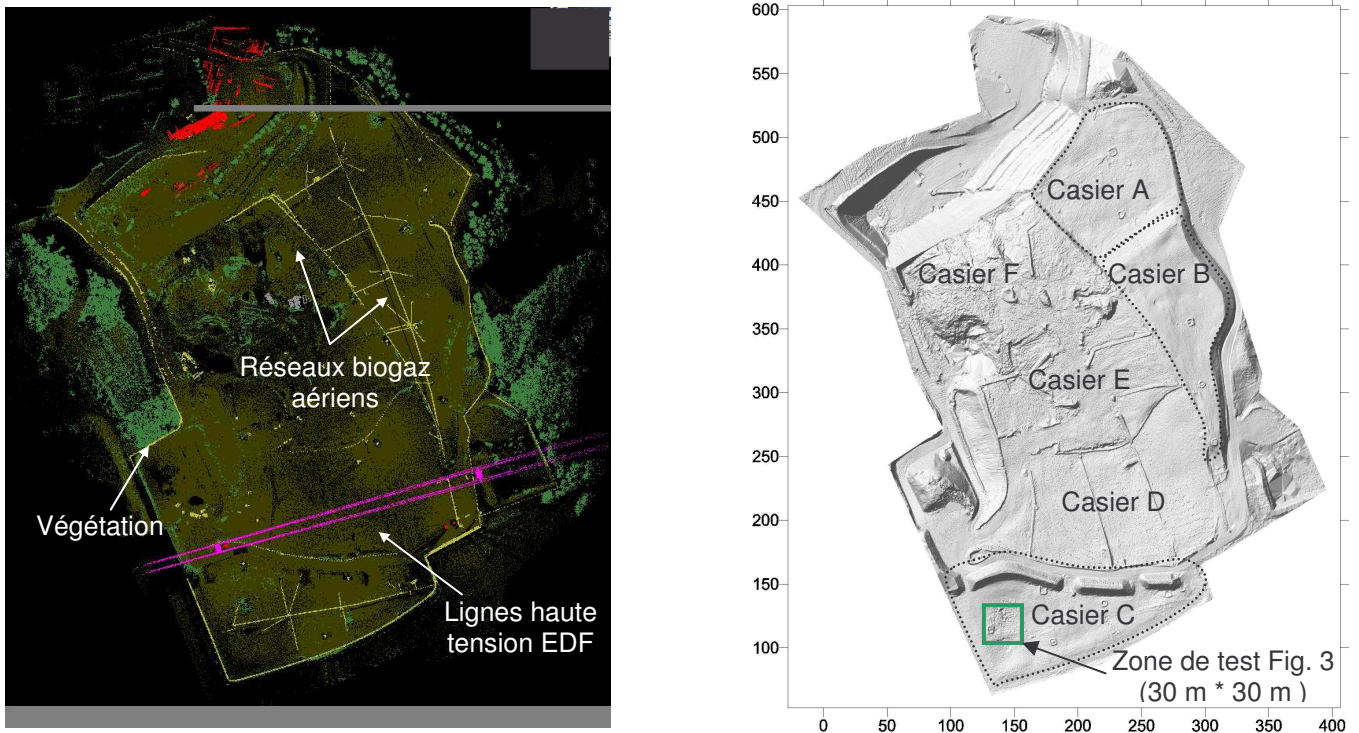 Réseaux biogaz
aériens
Végétation
Lignes haute
tension EDF
600
550
500
450
400
350
300
250
200
150
100
Casier A
Casier B
Casier F
Casier E
Casier D
Casier C
Zone de test Fig. 3
(30 m * 30 m )
0 50 100 150 200 250 300 350 400